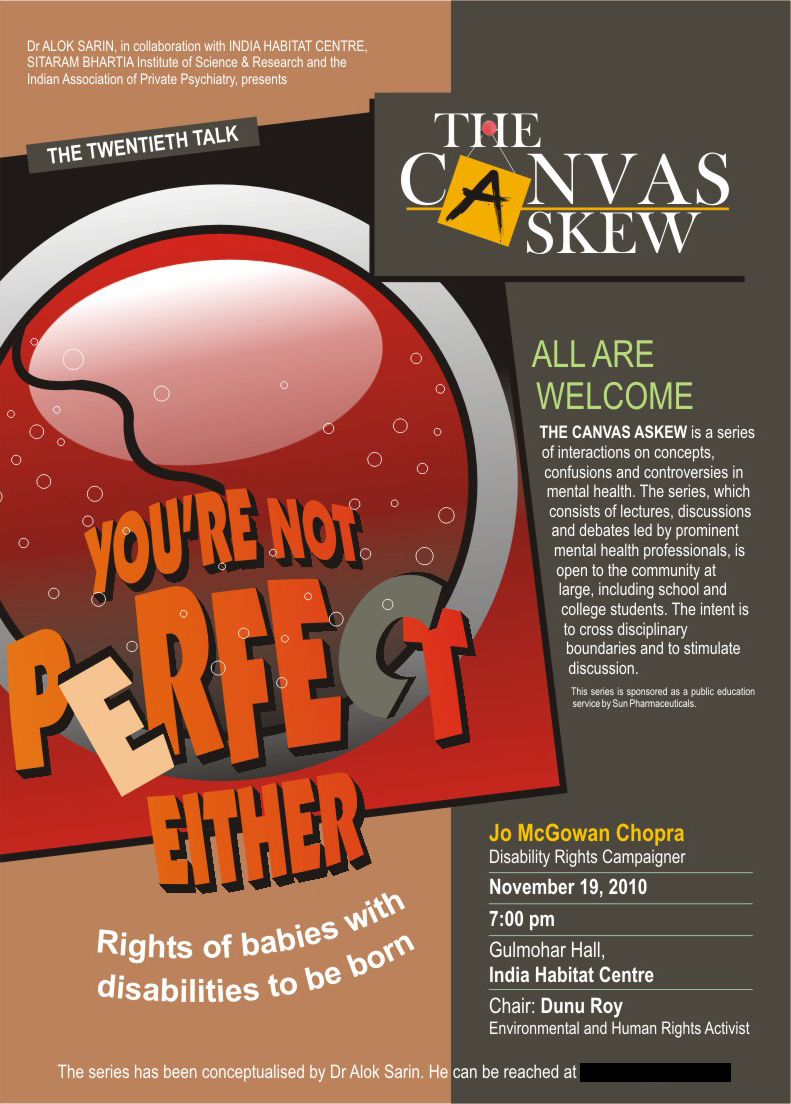 Dr ALOK SARIN, in collaboration with INDIA HABITAT CENTRE,
SITARAM BHARTIA Institute of Science & Research and the
Indian Association of Private Psychiatry, presents
THE TWENTIETH TALK
THE
CANVAS
ASKEW
ALL ARE
WELCOME
THE CANVAS ASKEW is a series
of interactions on concepts,
confusions and controversies in
mental health. The series, which
consists of lectures, discussions
and debates led by prominent
mental health professionals, is
open to the community at
large, including school and
college students. The intent is
to cross disciplinary
boundaries and to stimulate
discussion.
This series is sponsored as a public education
service by Sun Pharmaceuticals.
YOU'RE NOT
PERFECT
EITHER
Rights of babies with
disabilities to be born
Jo McGowan Chopra
Disability Rights Campaigner
November 19, 2010
7:00 pm
Gulmohar Hall,
India Habitat Centre
Chair: Dunu Roy
Environmental and Human Rights Activist
The series has been conceptualised by Dr Alok Sarin. He can be reached at